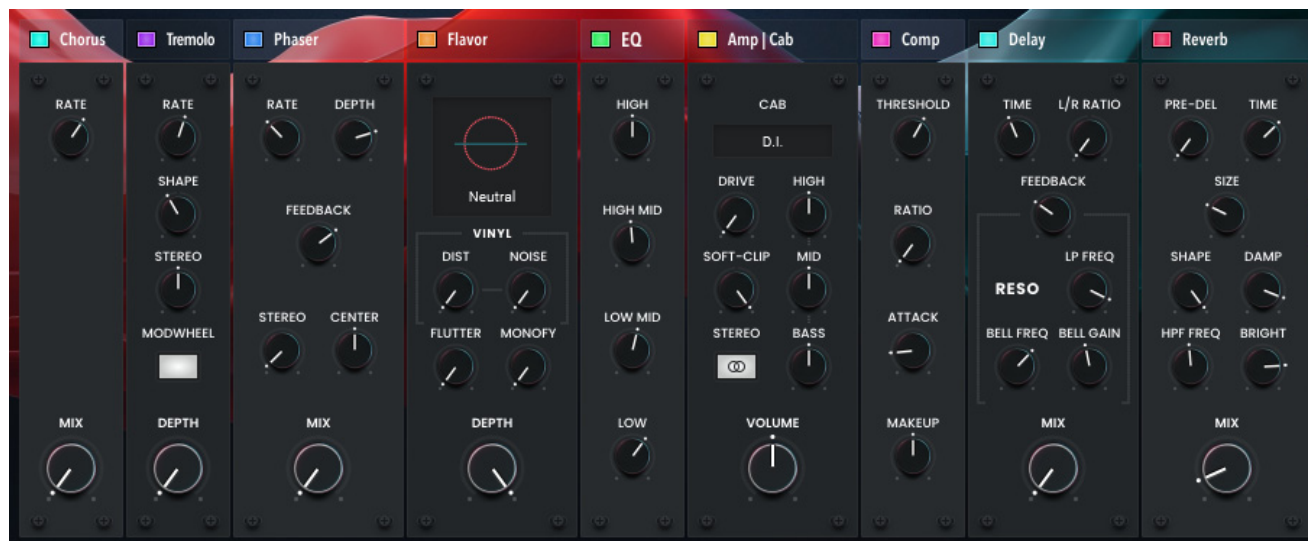 Chorus
Tremolo
Phaser
Flavor
EQ
Amp | Cab
Comp
Delay
Reverb
RATE
MIX
RATE
SHAPE
STEREO
MODWHEEL
DEPTH
RATE DEPTH
FEEDBACK
STEREO CENTER
MIX
Neutral
VINYL
DIST NOISE
FLUTTER MONOFY
DEPTH
HIGH
HIGH MID
LOW MID
LOW
CAB
D.I.
DRIVE HIGH
SOFT-CLIP MID
STEREO BASS
VOLUME
THRESHOLD
RATIO
ATTACK
MAKEUP
TIME L/R RATIO
FEEDBACK
LP FREQ
RESO
BELL FREQ BELL GAIN
MIX
PRE-DEL TIME
SIZE
SHAPE DAMP
HPF FREQ BRIGHT
MIX